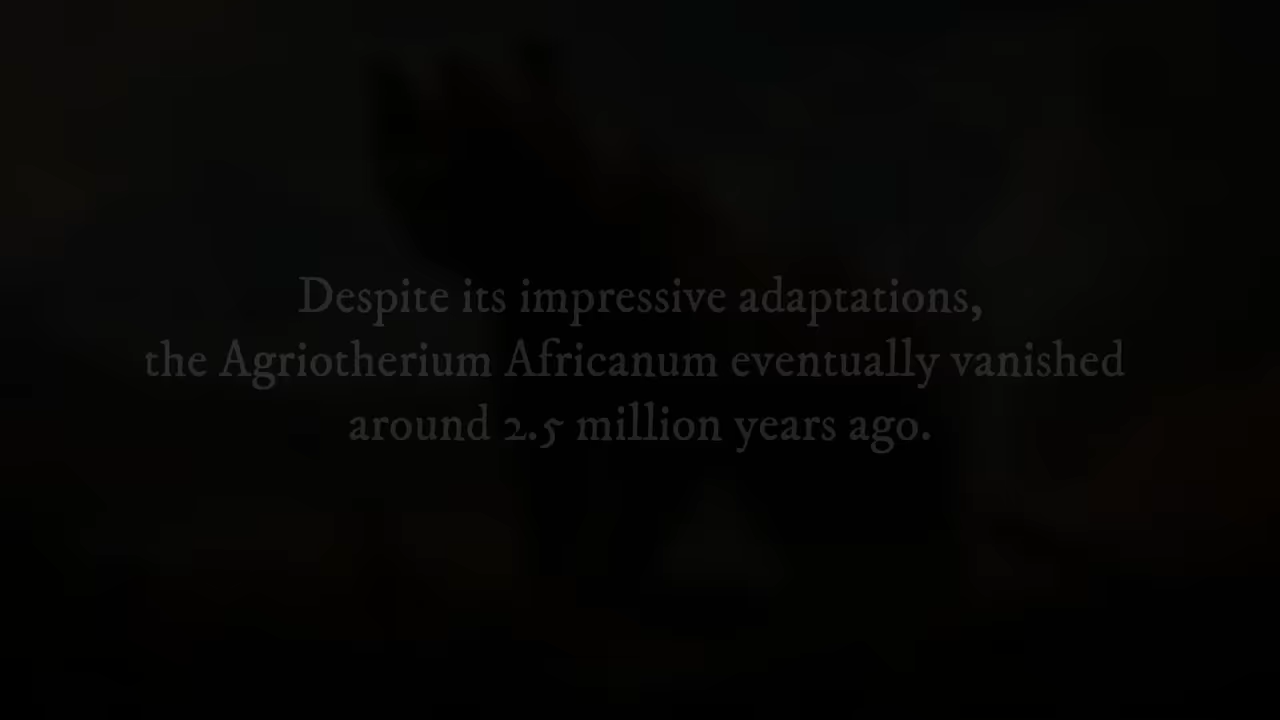 Despite its impressive adaptations,
the Agriotherium Africanum eventually vanished
around 2.5 million years ago.